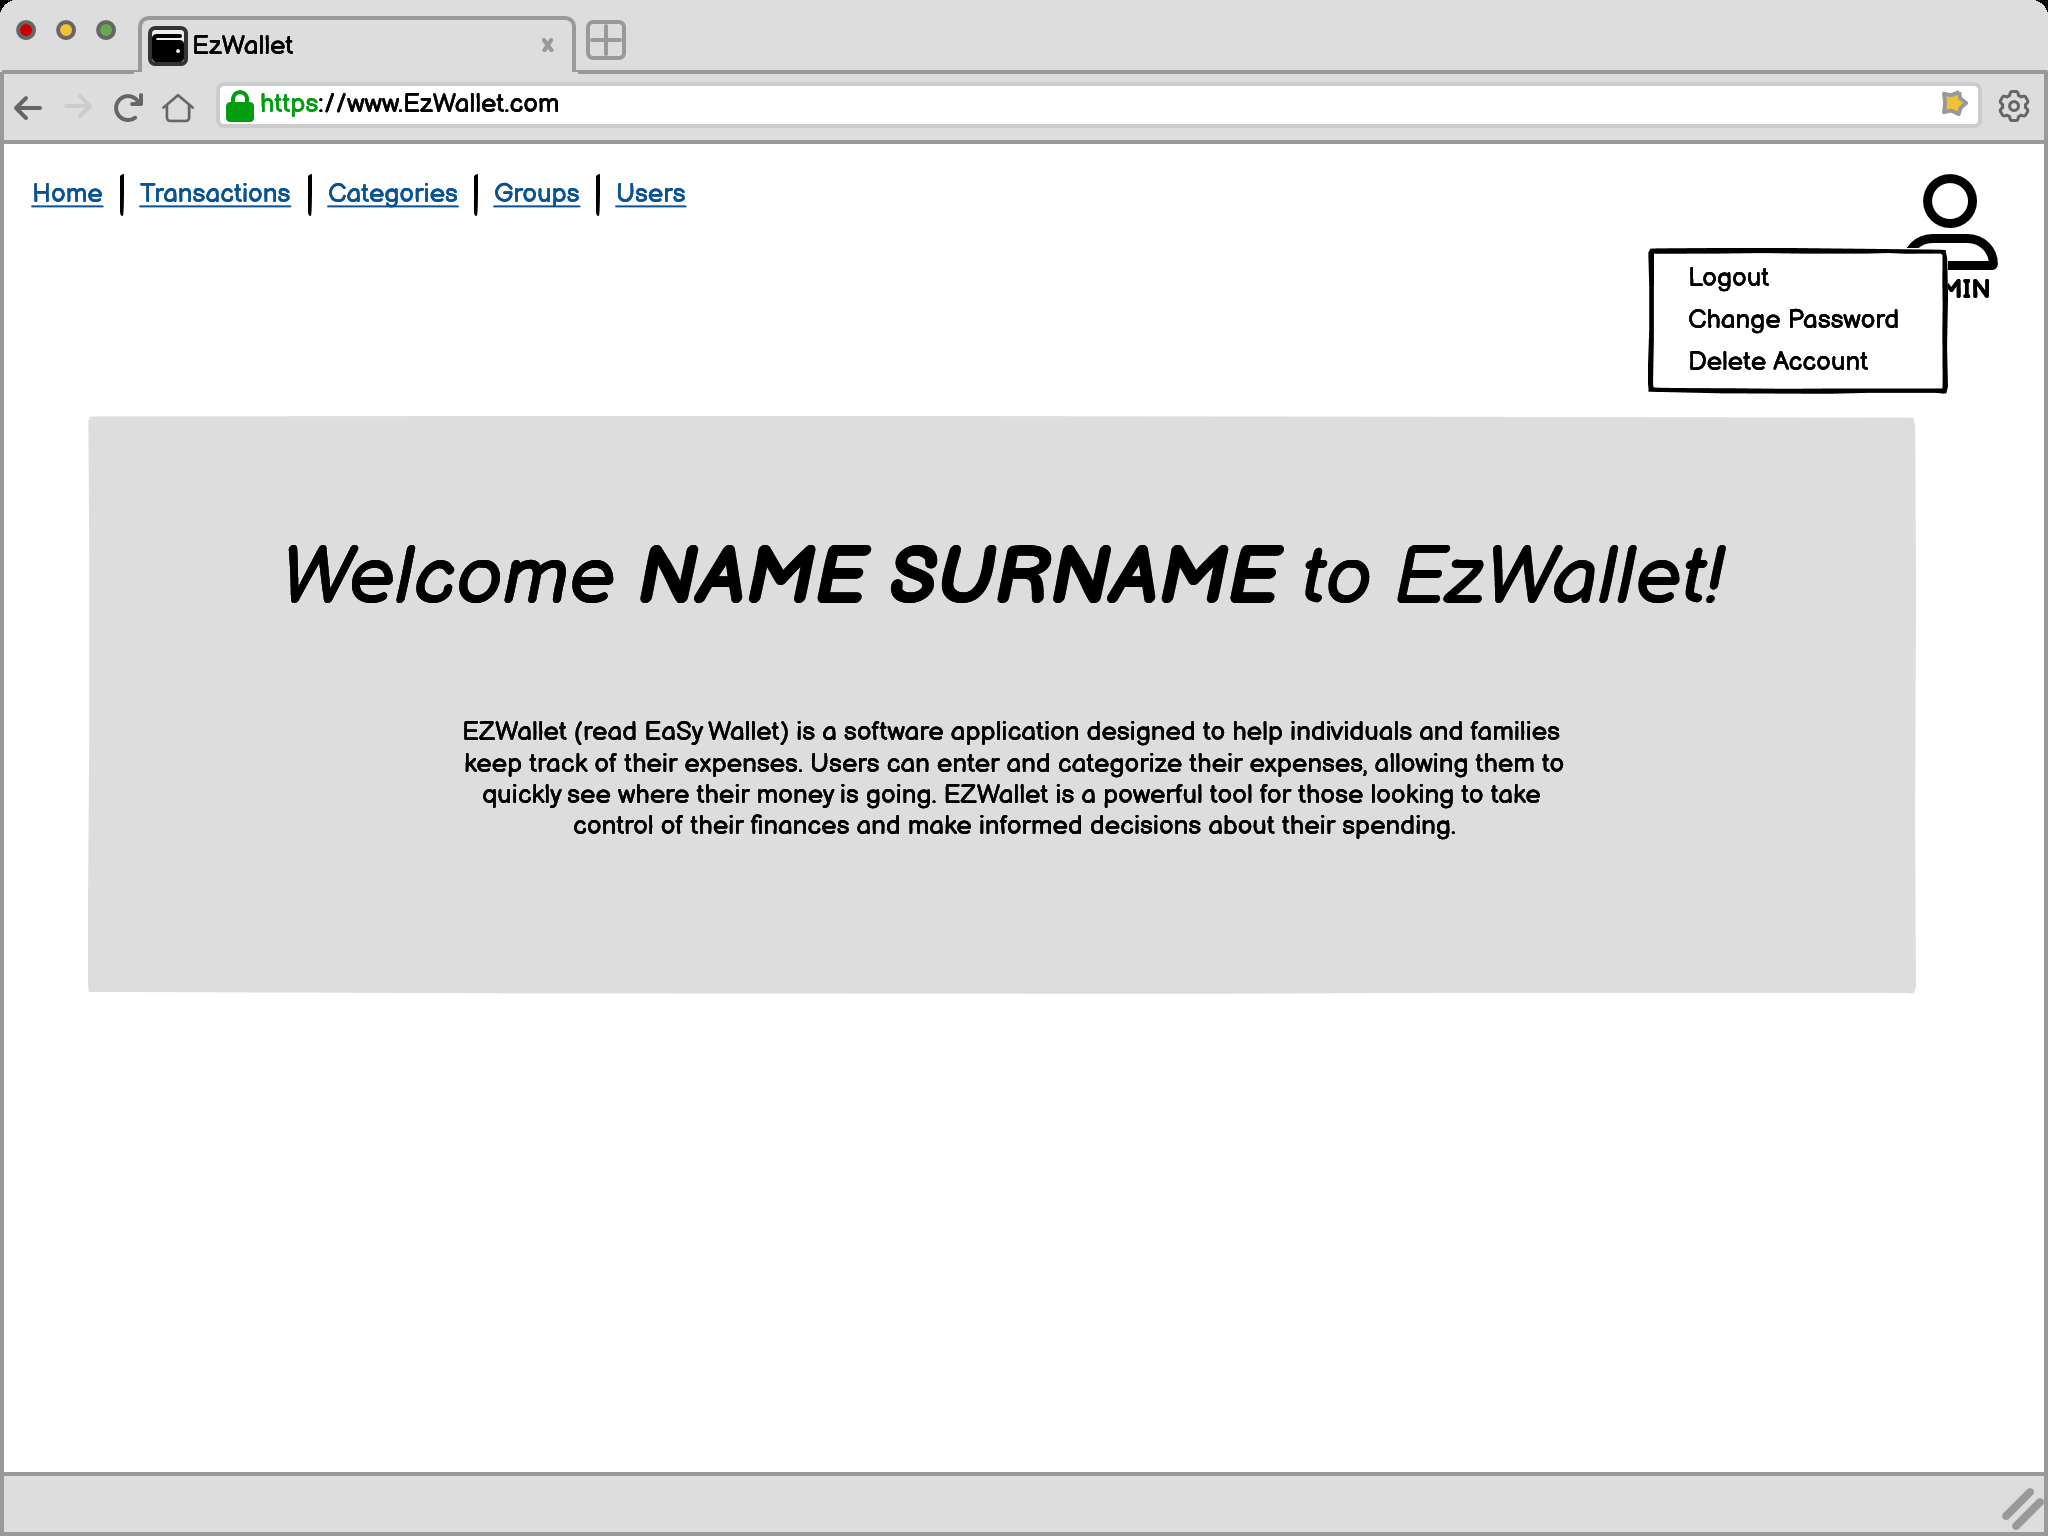 EzWallet
https://www.EzWallet.com
Home Transactions Categories Groups Users
MIN
Logout
Change Password
Delete Account
Welcome NAME SURNAME to EzWallet!
EZWallet (read EaSy Wallet) is a software application designed to help individuals and families
keep track of their expenses. Users can enter and categorize their expenses, allowing them to
quickly see where their money is going. EZWallet is a powerful tool for those looking to take
control of their finances and make informed decisions about their spending.